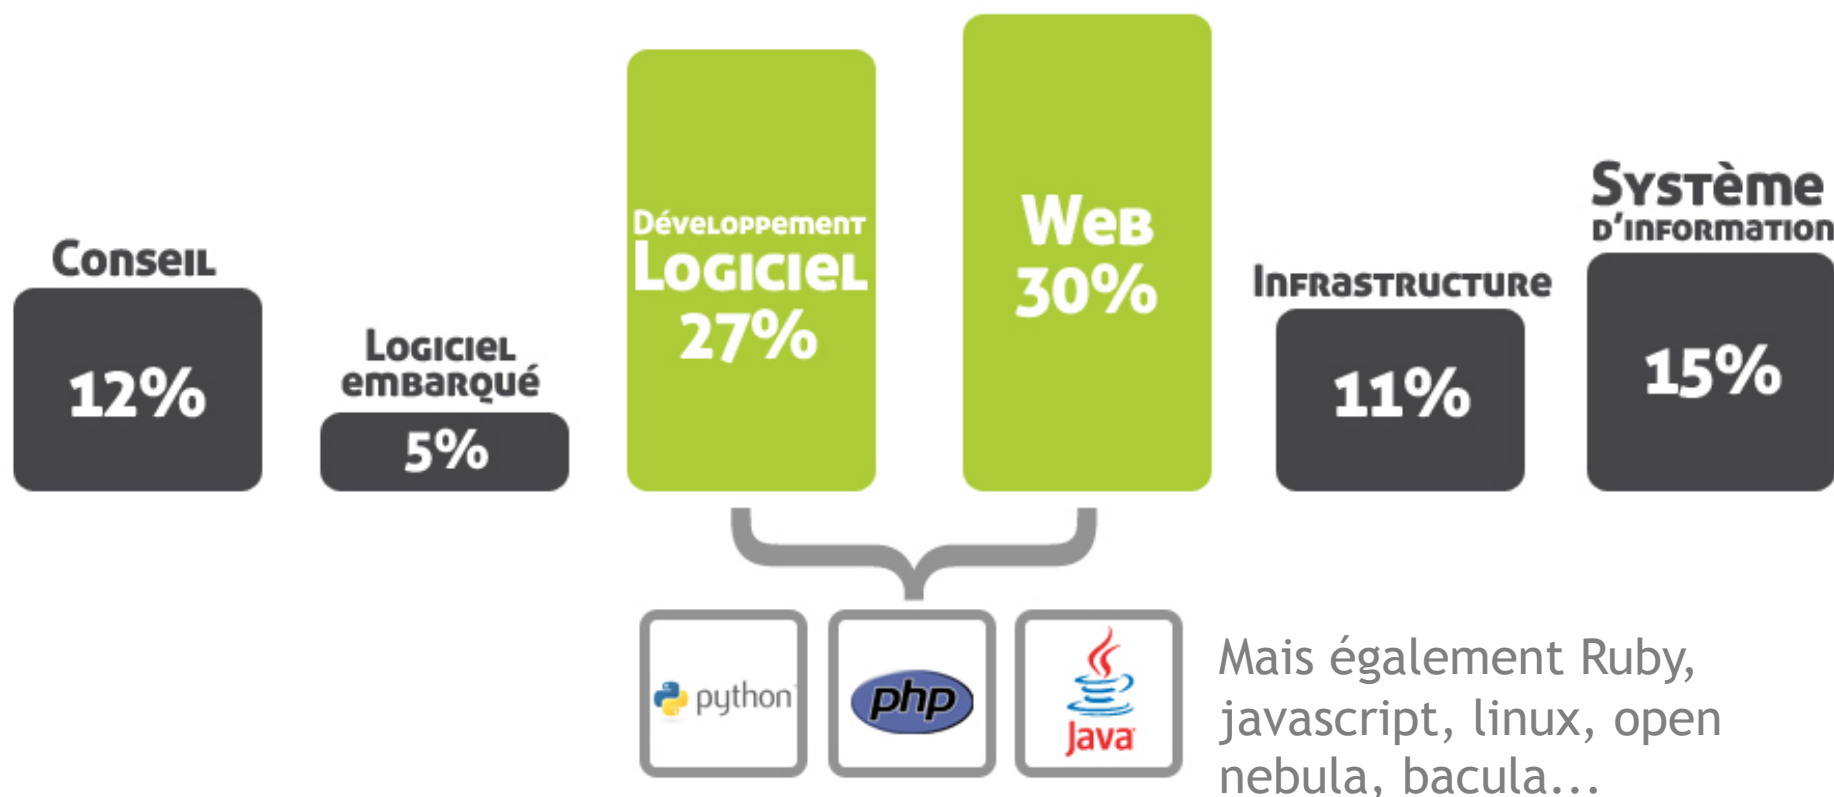 Conseil
12%
Logiciel
embarqué
5%
Développement
Logiciel
27%
Web
30%
Infrastructure
11%
Système
d'information
15%
python
php
Java
Mais également Ruby,
javascript, linux, open
nebula, bacula...